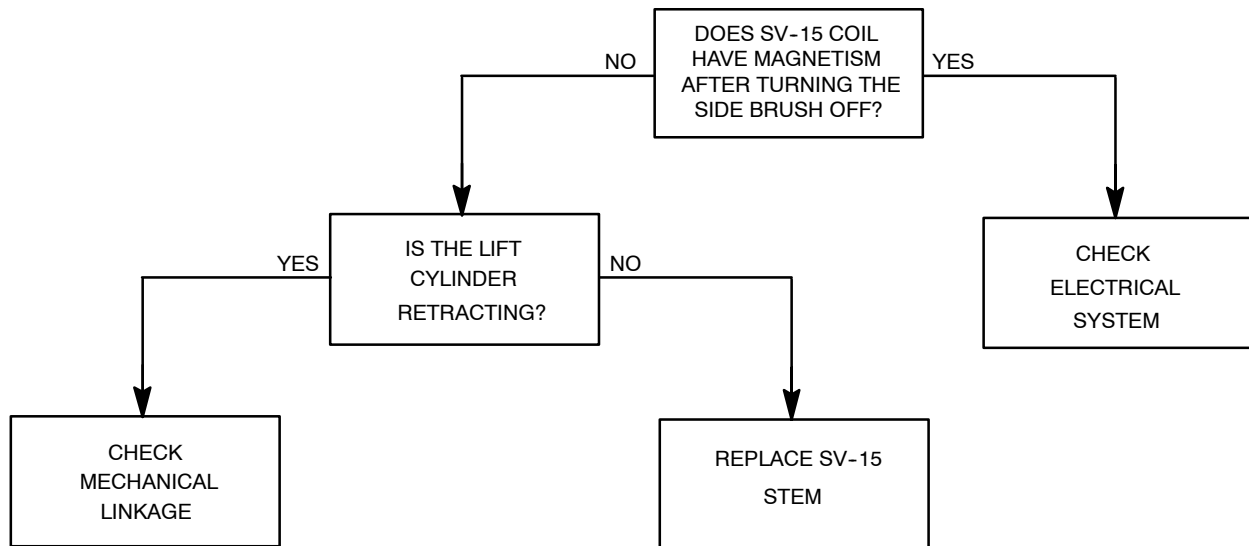 DOES SV-15 COIL
HAVE MAGNETISM
AFTER TURNING THE
SIDE BRUSH OFF?
NO
YES
IS THE LIFT
CYLINDER
RETRACTING?
YES
NO
CHECK
ELECTRICAL
SYSTEM
CHECK
MECHANICAL
LINKAGE
REPLACE SV-15
STEM